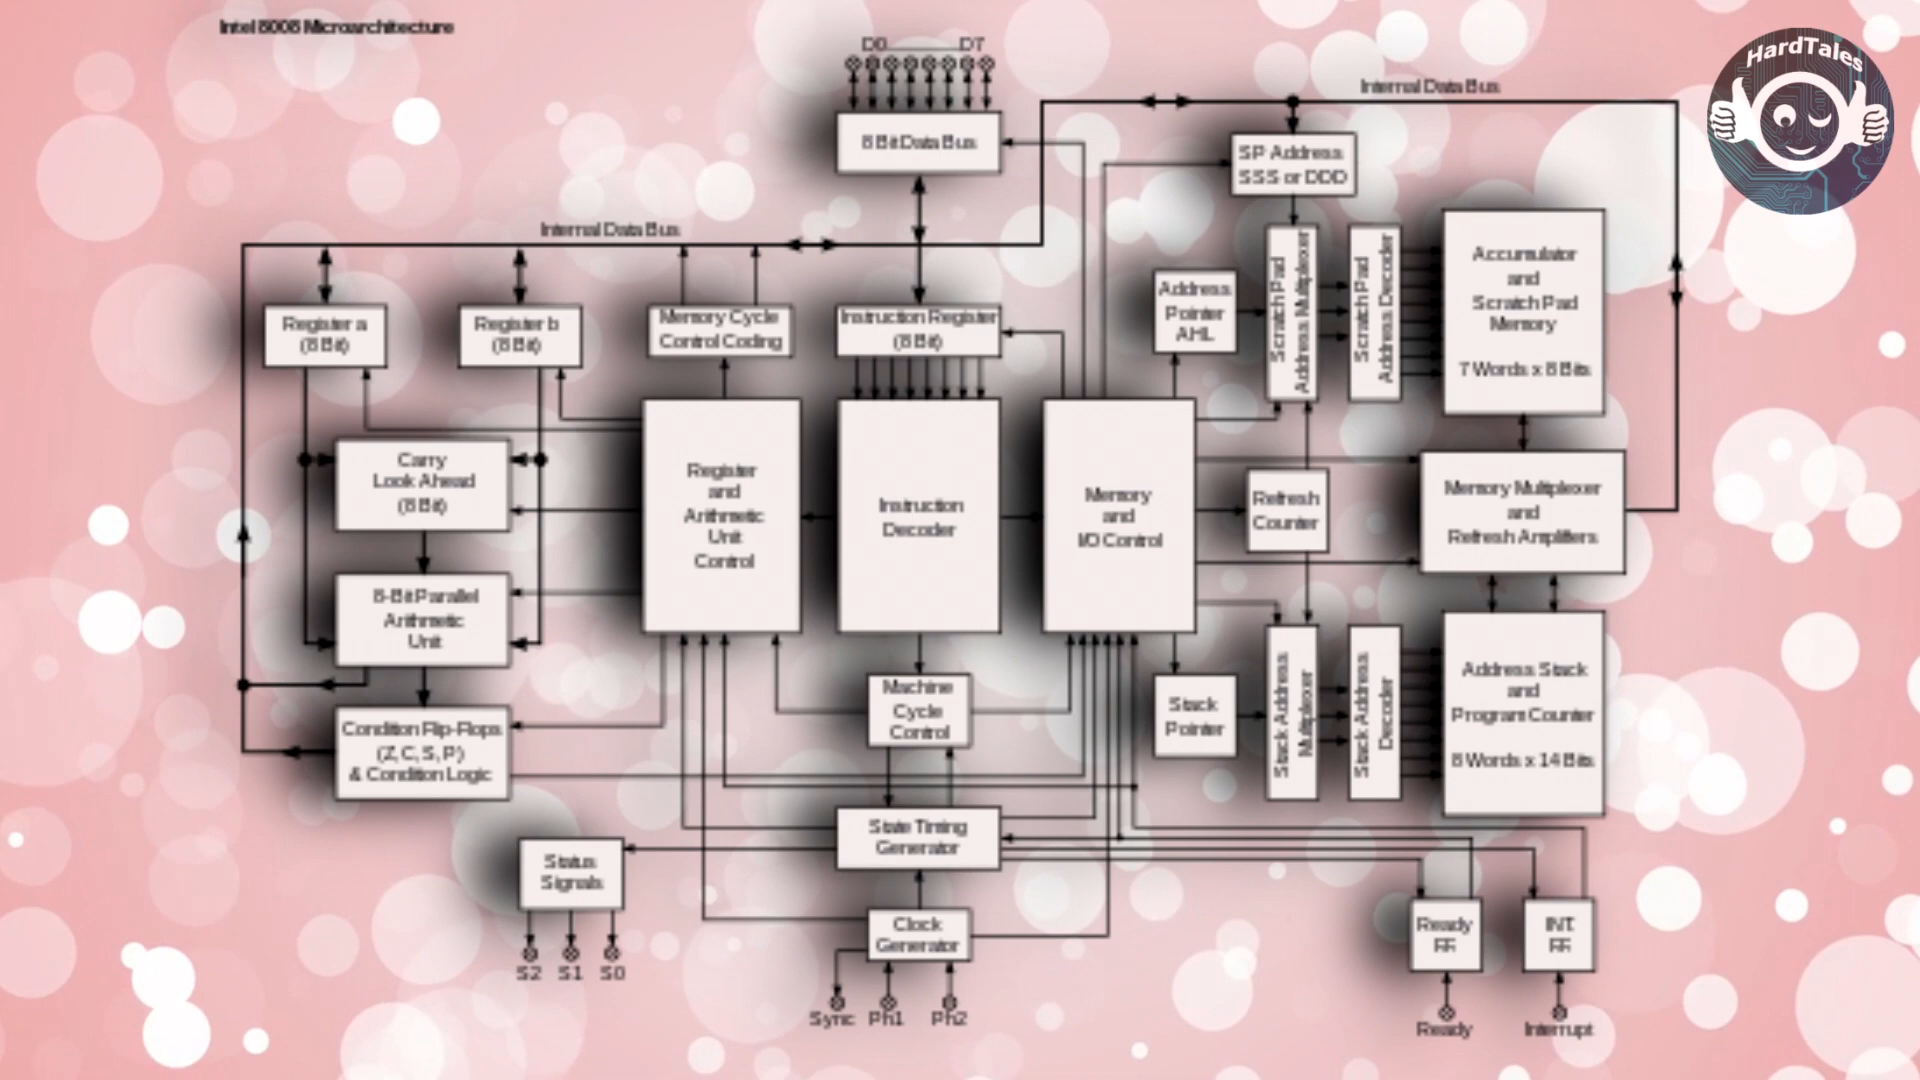 Intel 8008 Microarchitecture
HardTales
D0 D7
Internal Data Bus
8 Bit Data Bus
SP Address
SSS or DDD
Internal Data Bus
Register a
(8 Bit)
Register b
(8 Bit)
Memory Cycle
Control Coding
Instruction Register
(8 Bit)
Address
Pointer
AHL
Scratch Pad
Address Multiplexer
Scratch Pad
Address Decoder
Accumulator
and
Scratch Pad
Memory
7 Words x 8 Bits
Carry
Look Ahead
(8 Bit)
Register
and
Arithmetic
Unit
Control
Instruction
Decoder
Memory
and
I/O Control
Refresh
Counter
Memory Multiplexer
and
Refresh Amplifiers
8-Bit Parallel
Arithmetic
Unit
Condition Flip-Flops
(Z, C, S, P)
& Condition Logic
Machine
Cycle
Control
Stack
Pointer
Stack Address
Multiplexer
Stack Address
Decoder
Address Stack
and
Program Counter
8 Words x 14 Bits
Status
Signals
State Timing
Generator
Clock
Generator
Ready
FF
INT.
FF
S2 S1 S0
Sync Ph1 Ph2
Ready
Interrupt